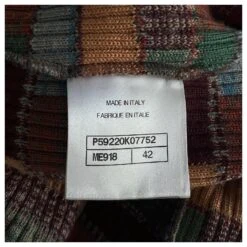 MADE IN ITALY
FABRIQUE EN ITALIE
P59220K07752
ME918 42